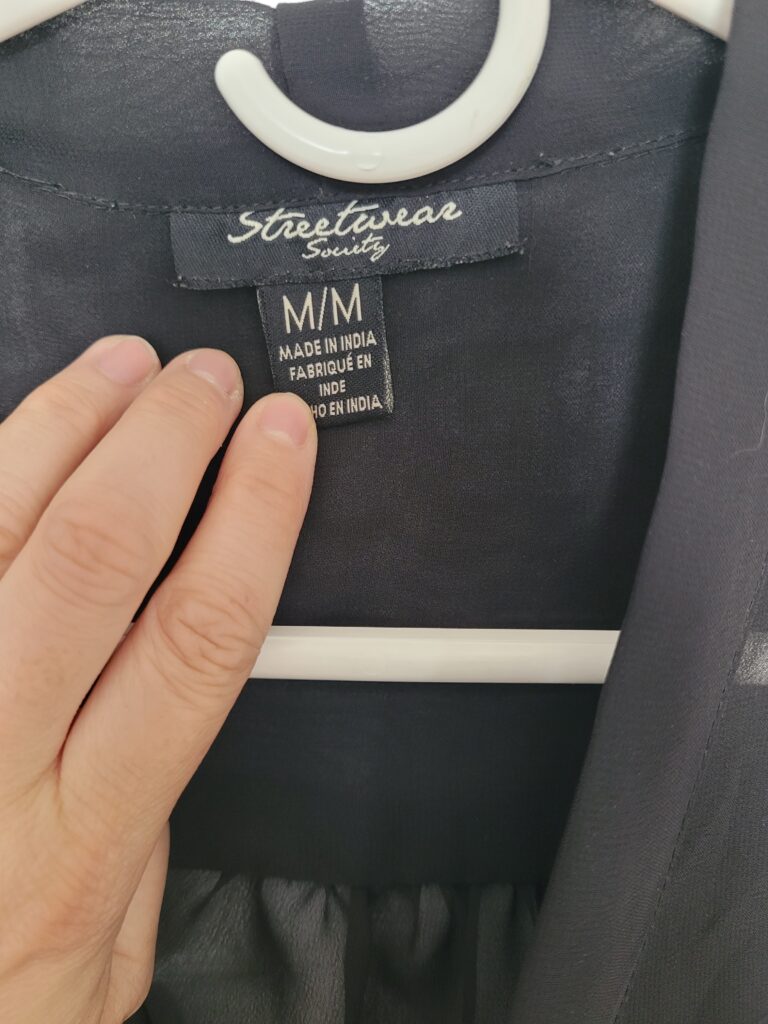 Streetwear
Society
M/M
MADE IN INDIA
FABRIQUÉ EN
INDE
EN INDIA